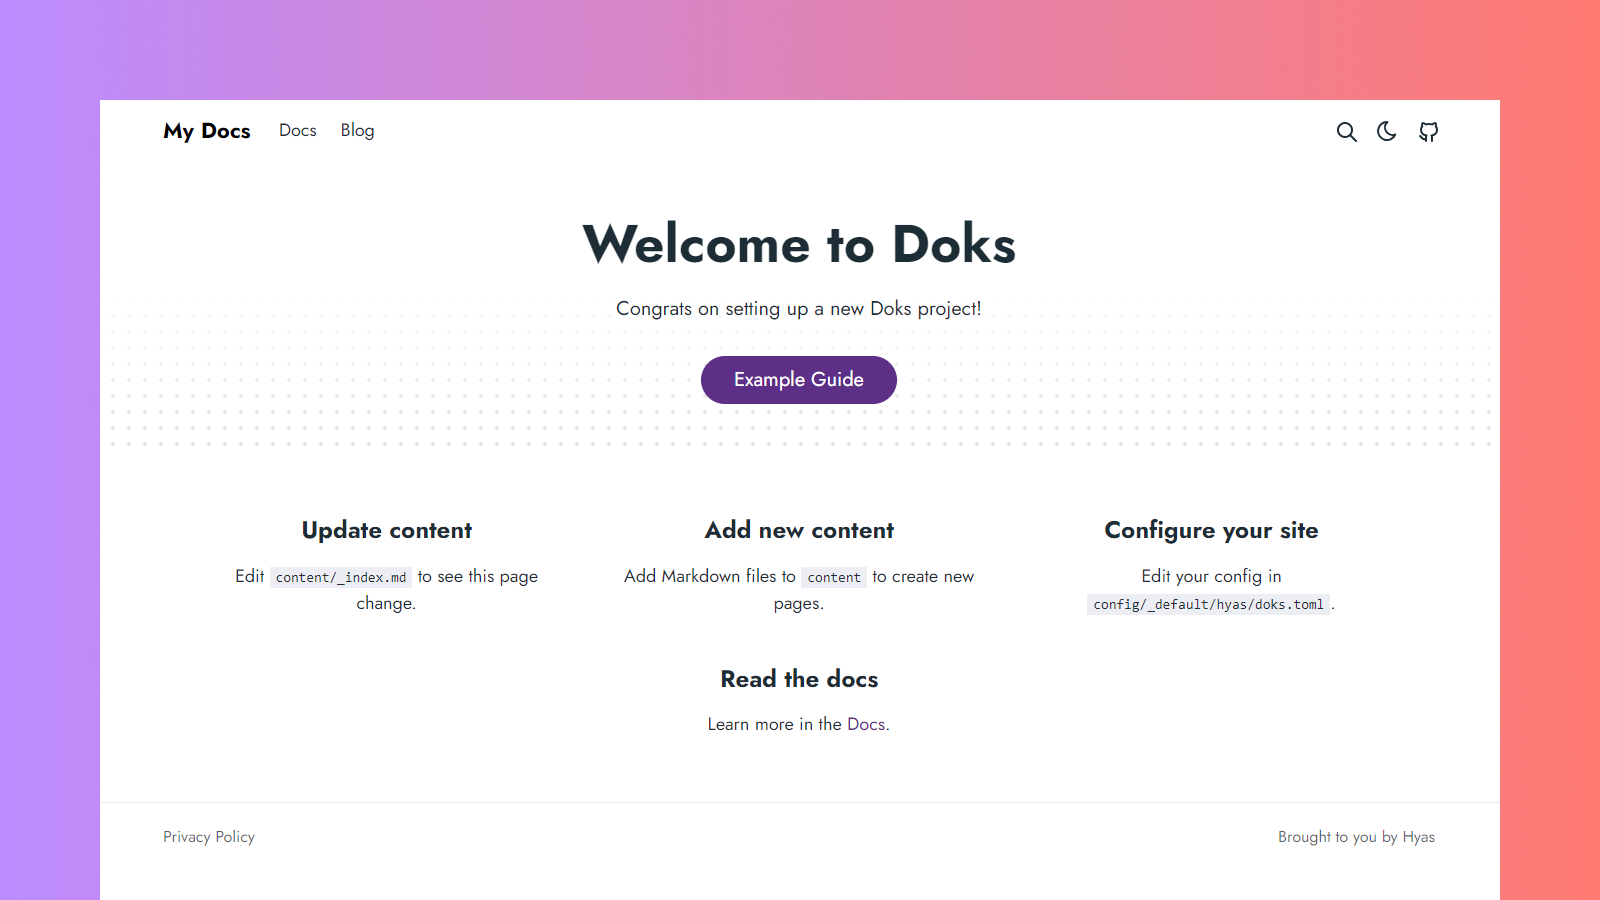 My Docs Docs Blog
Welcome to Doks
Congrats on setting up a new Doks project!
Example Guide
Update content
Edit content/_index.md to see this page
change.
Add new content
Add Markdown files to content to create new
pages.
Configure your site
Edit your config in
config/_default/hyas/doks.toml .
Read the docs
Learn more in the Docs.
Privacy Policy
Brought to you by Hyas